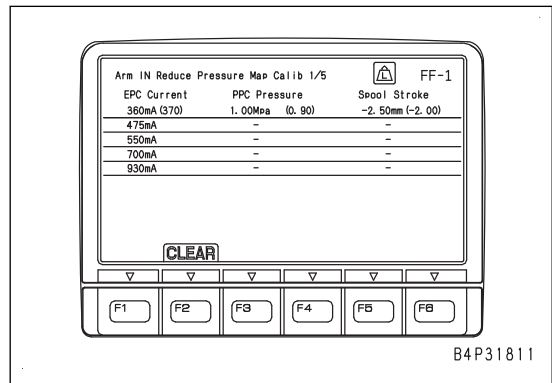 Arm IN Reduce Pressure Map Calib 1/5 L FF-1
EPC Current PPC Pressure Spool Stroke
360mA (370) 1.00Mpa (0.90) -2.50mm (-2.00)
475mA - -
550mA - -
700mA - -
930mA - -
CLEAR
F1 F2 F3 F4 F5 F6
B4P31811